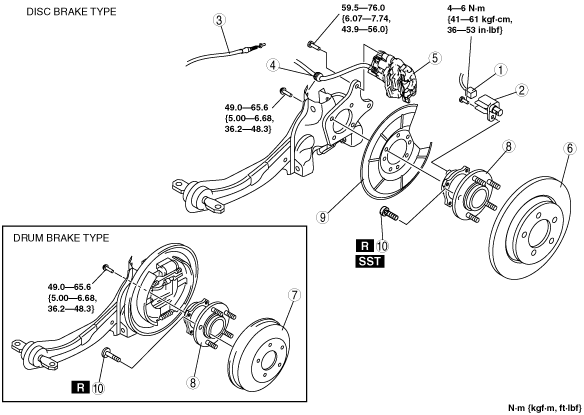 DISC BRAKE TYPE
3
59.5—76.0
{6.07—7.74,
43.9—56.0}
4—6 N·m
{41—61 kgf·cm,
36—53 in·lbf}
4
5
1
2
49.0—65.6
{5.00—6.68,
36.2—48.3}
8
6
9
R 10
SST
DRUM BRAKE TYPE
49.0—65.6
{5.00—6.68,
36.2—48.3}
7
8
R 10
N·m {kgf·m, ft·lbf}